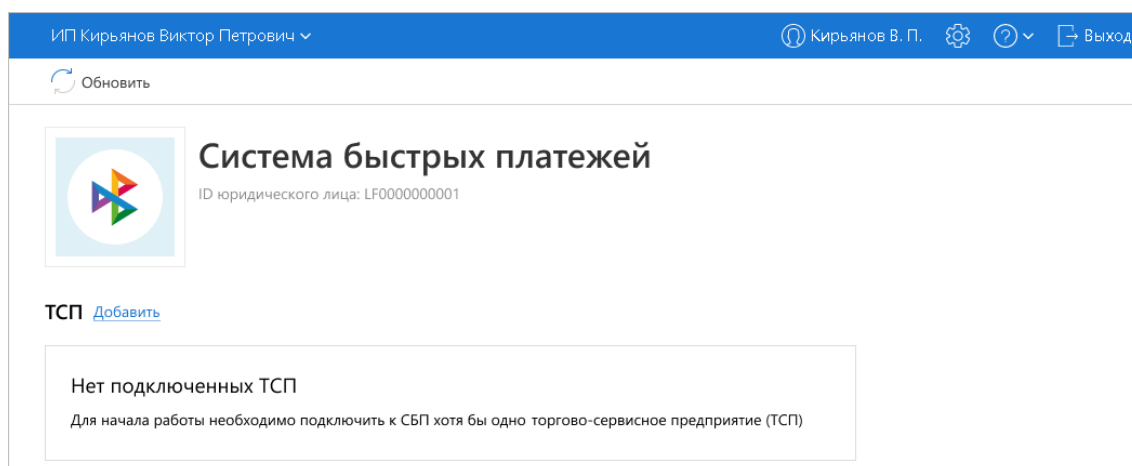 ИП Кирьянов Виктор Петрович
Кирьянов В. П.
Выход
Обновить
Система быстрых платежей
ID юридического лица: LF0000000001
ТСП Добавить
Нет подключенных ТСП
Для начала работы необходимо подключить к СБП хотя бы одно торгово-сервисное предприятие (ТСП)